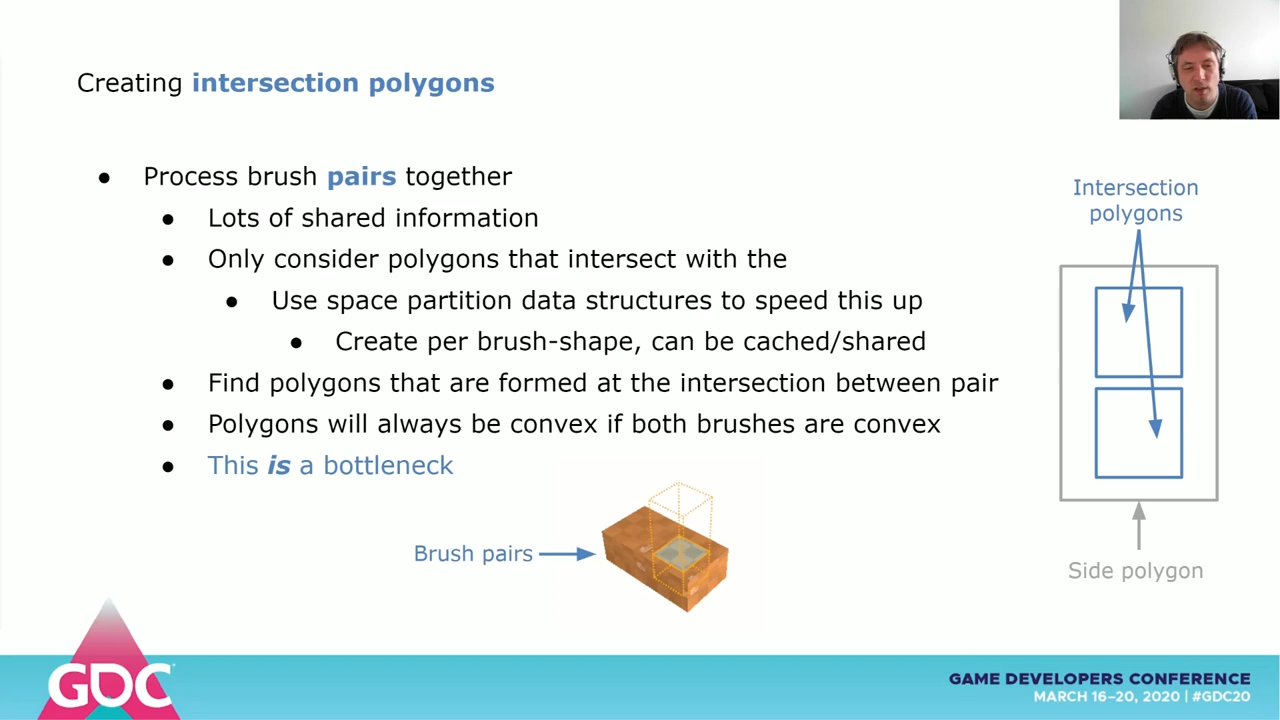 Creating intersection polygons
Process brush pairs together
Lots of shared information
Only consider polygons that intersect with the
Use space partition data structures to speed this up
Create per brush-shape, can be cached/shared
Find polygons that are formed at the intersection between pair
Polygons will always be convex if both brushes are convex
This is a bottleneck
Brush pairs
Intersection
polygons
Side polygon
GDC
GAME DEVELOPERS CONFERENCE
MARCH 16–20, 2020 | #GDC20